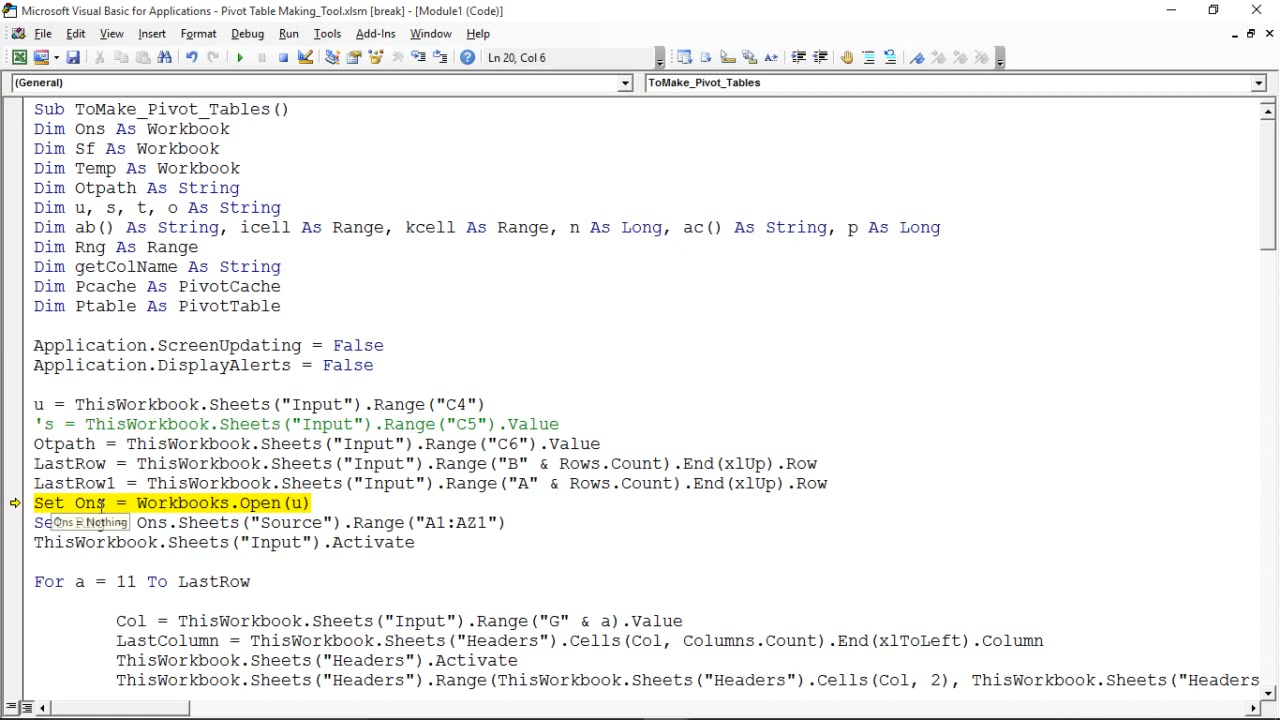 Microsoft Visual Basic for Applications - Pivot Table Making_Tool.xlsm [break] - [Module1 (Code)]
File Edit View Insert Format Debug Run Tools Add-Ins Window Help
Ln 20, Col 6
(General) ToMake_Pivot_Tables
Sub ToMake_Pivot_Tables()
Dim Ons As Workbook
Dim Sf As Workbook
Dim Temp As Workbook
Dim Otpath As String
Dim u, s, t, o As String
Dim ab() As String, icell As Range, kcell As Range, n As Long, ac() As String, p As Long
Dim Rng As Range
Dim getColName As String
Dim Pcache As PivotCache
Dim Ptable As PivotTable
Application.ScreenUpdating = False
Application.DisplayAlerts = False
u = ThisWorkbook.Sheets("Input").Range("C4")
's = ThisWorkbook.Sheets("Input").Range("C5").Value
Otpath = ThisWorkbook.Sheets("Input").Range("C6").Value
LastRow = ThisWorkbook.Sheets("Input").Range("B" & Rows.Count).End(xlUp).Row
LastRow1 = ThisWorkbook.Sheets("Input").Range("A" & Rows.Count).End(xlUp).Row
Set Ons = Workbooks.Open(u)
Ons = Nothing Ons.Sheets("Source").Range("A1:AZ1")
ThisWorkbook.Sheets("Input").Activate
For a = 11 To LastRow
Col = ThisWorkbook.Sheets("Input").Range("G" & a).Value
LastColumn = ThisWorkbook.Sheets("Headers").Cells(Col, Columns.Count).End(xlToLeft).Column
ThisWorkbook.Sheets("Headers").Activate
ThisWorkbook.Sheets("Headers").Range(ThisWorkbook.Sheets("Headers").Cells(Col, 2), ThisWorkbook.Sheets("Headers